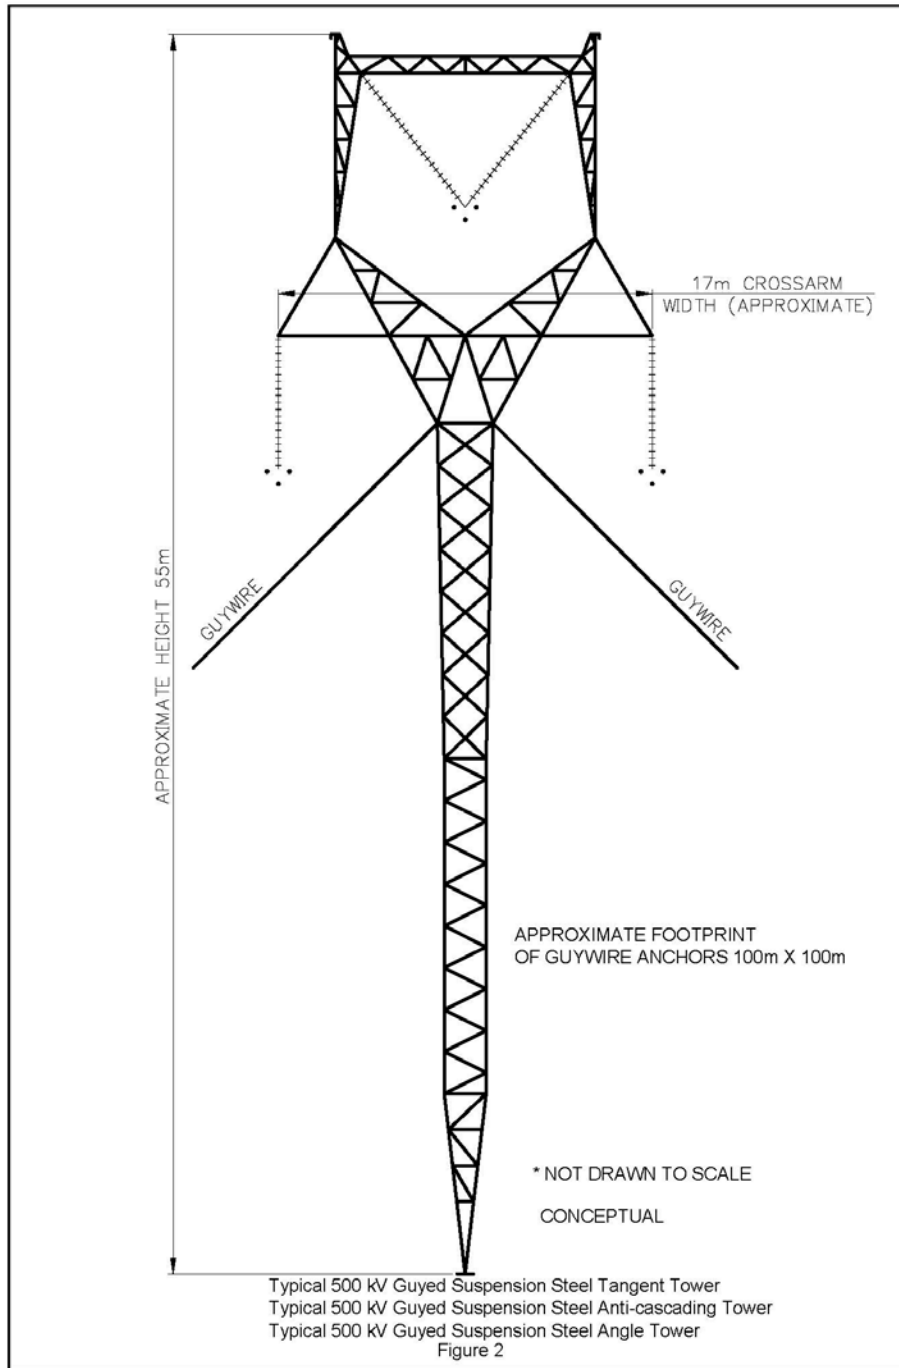 17m CROSSARM
WIDTH (APPROXIMATE)
APPROXIMATE HEIGHT 55m
GUYWIRE
GUYWIRE
APPROXIMATE FOOTPRINT
OF GUYWIRE ANCHORS 100m X 100m
* NOT DRAWN TO SCALE
CONCEPTUAL
Typical 500 kV Guyed Suspension Steel Tangent Tower
Typical 500 kV Guyed Suspension Steel Anti-cascading Tower
Typical 500 kV Guyed Suspension Steel Angle Tower
Figure 2